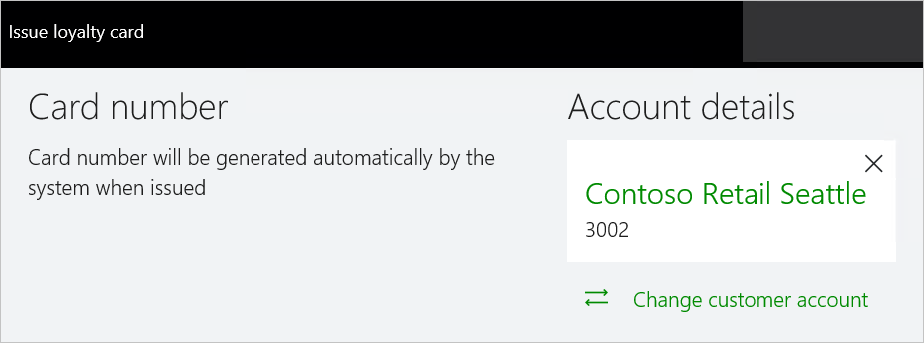 Issue loyalty card
Card number
Card number will be generated automatically by the
system when issued
Account details
Contoso Retail Seattle
3002
Change customer account